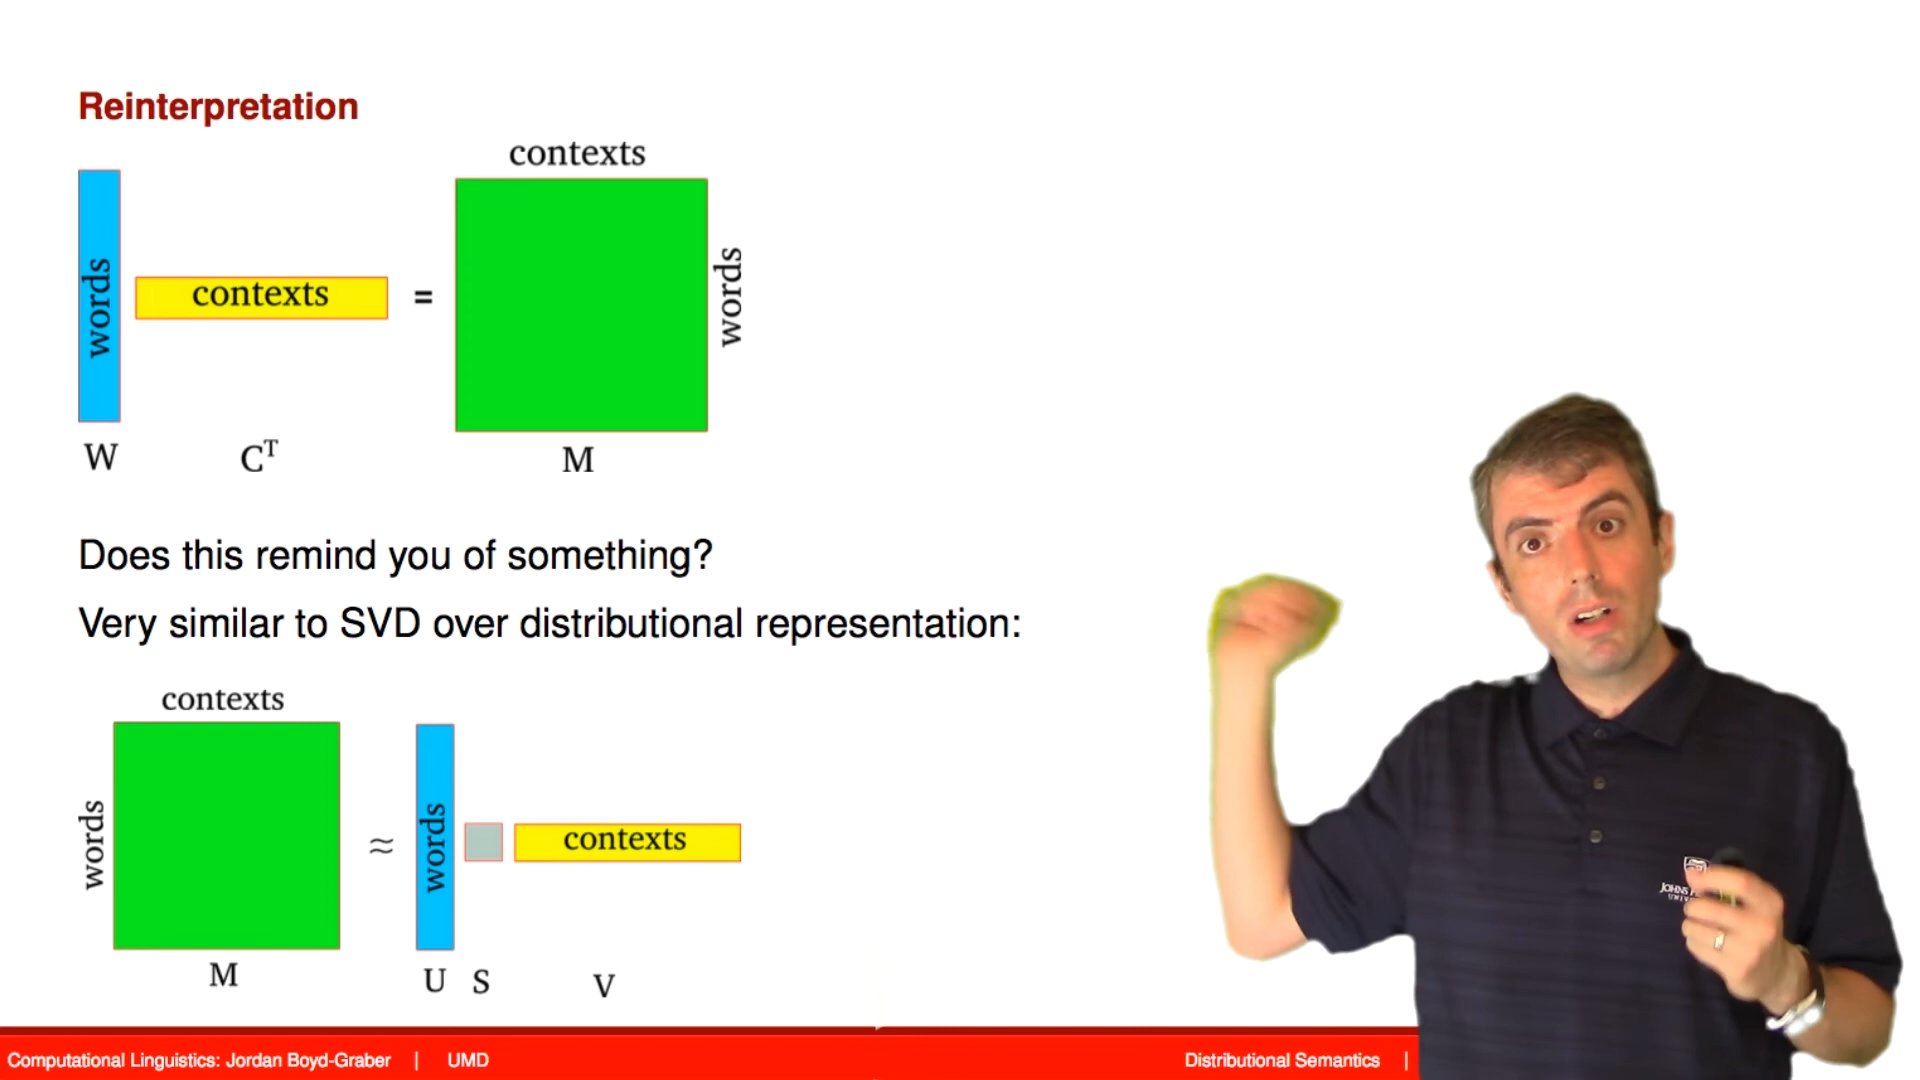 Reinterpretation
contexts
words
contexts
=
words
W
C^T
M
Does this remind you of something?
Very similar to SVD over distributional representation:
contexts
words
≈
words
contexts
M
U
S
V
JOHNS
Computational Linguistics: Jordan Boyd-Graber | UMD
Distributional Semantics |